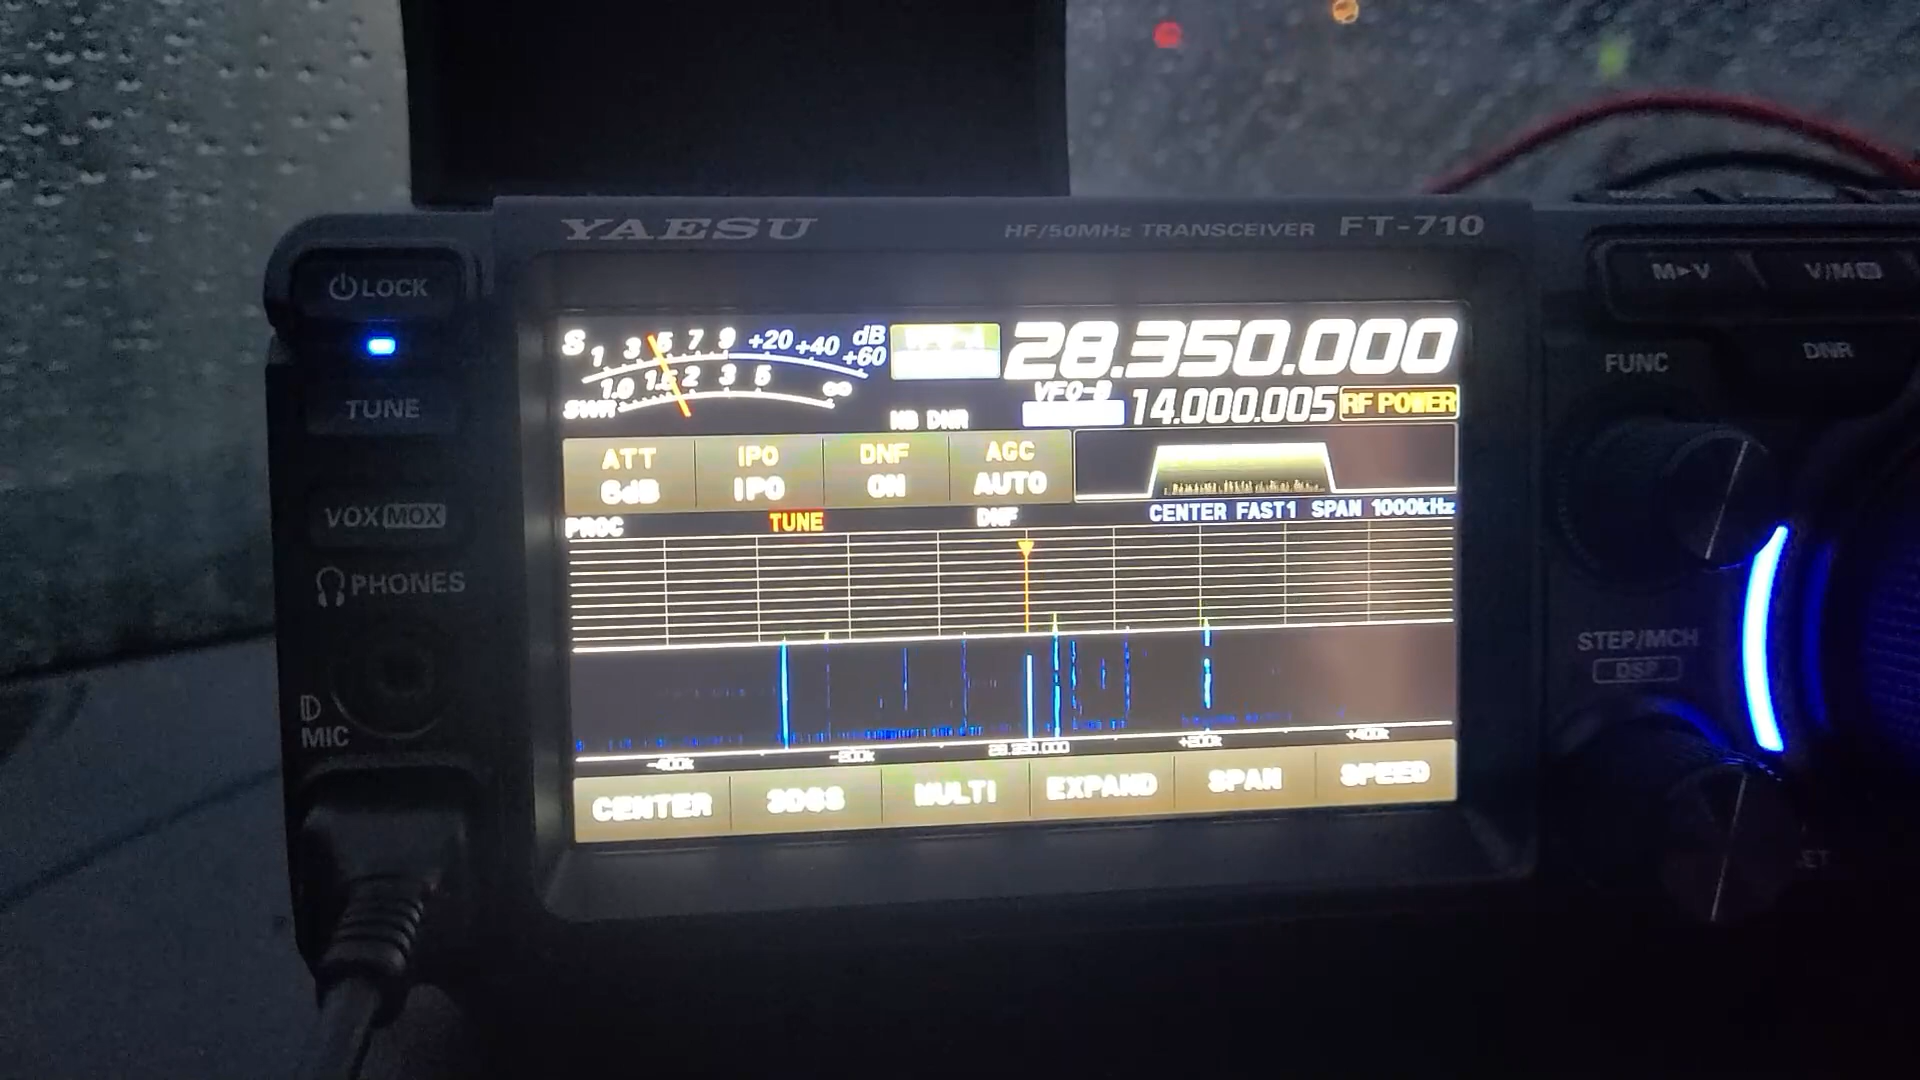 YAESU HF/50MHz TRANSCEIVER FT-710
LOCK
TUNE
VOX MOX
PHONES
MIC
S 1 3 5 7 9 +20 +40 +60 dB
SWR 1.0 1.5 2 3 5 ∞
28.350.000
VFO-B
14.000.005 RF POWER
NB DNR
ATT IPO DNF AGC
6dB IPO ON AUTO
PROC TUNE DNF CENTER FAST1 SPAN 1000kHz
-400k -200k 28.350.000 +200k +400k
CENTER 3DSS MULTI EXPAND SPAN SPEED
M►V V/M
FUNC DNR
STEP/MCH
DSP